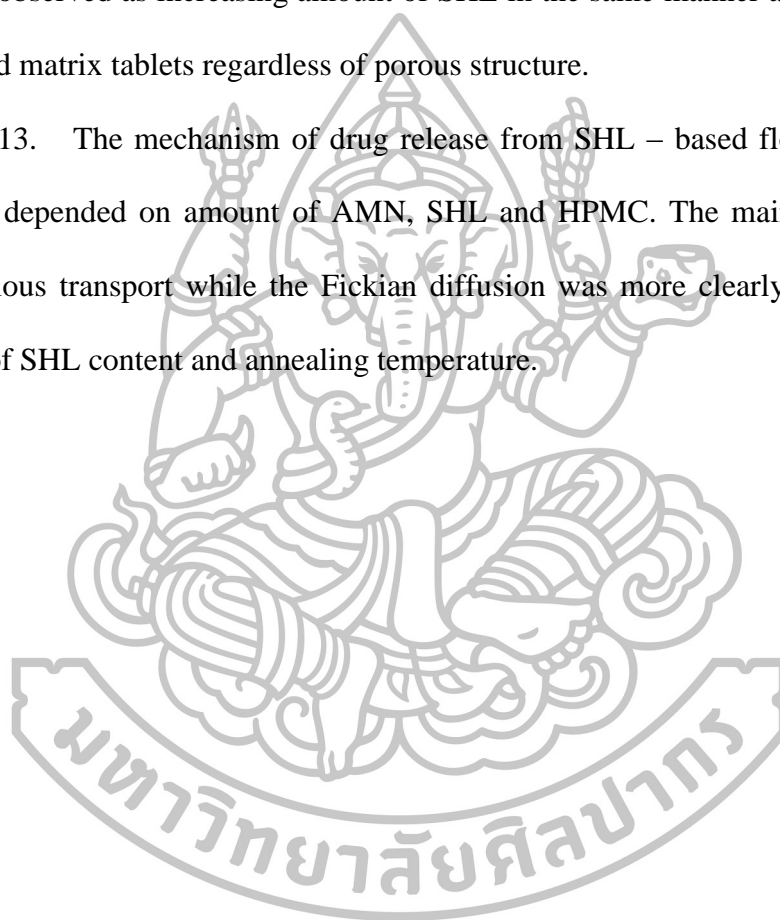 observed as increasing amount of SHL in the same manner
d matrix tablets regardless of porous structure.
13. The mechanism of drug release from SHL – based
depended on amount of AMN, SHL and HPMC. The
ious transport while the Fickian diffusion was more clearly
of SHL content and annealing temperature.
มหาวิทยาลัยศิลปากร